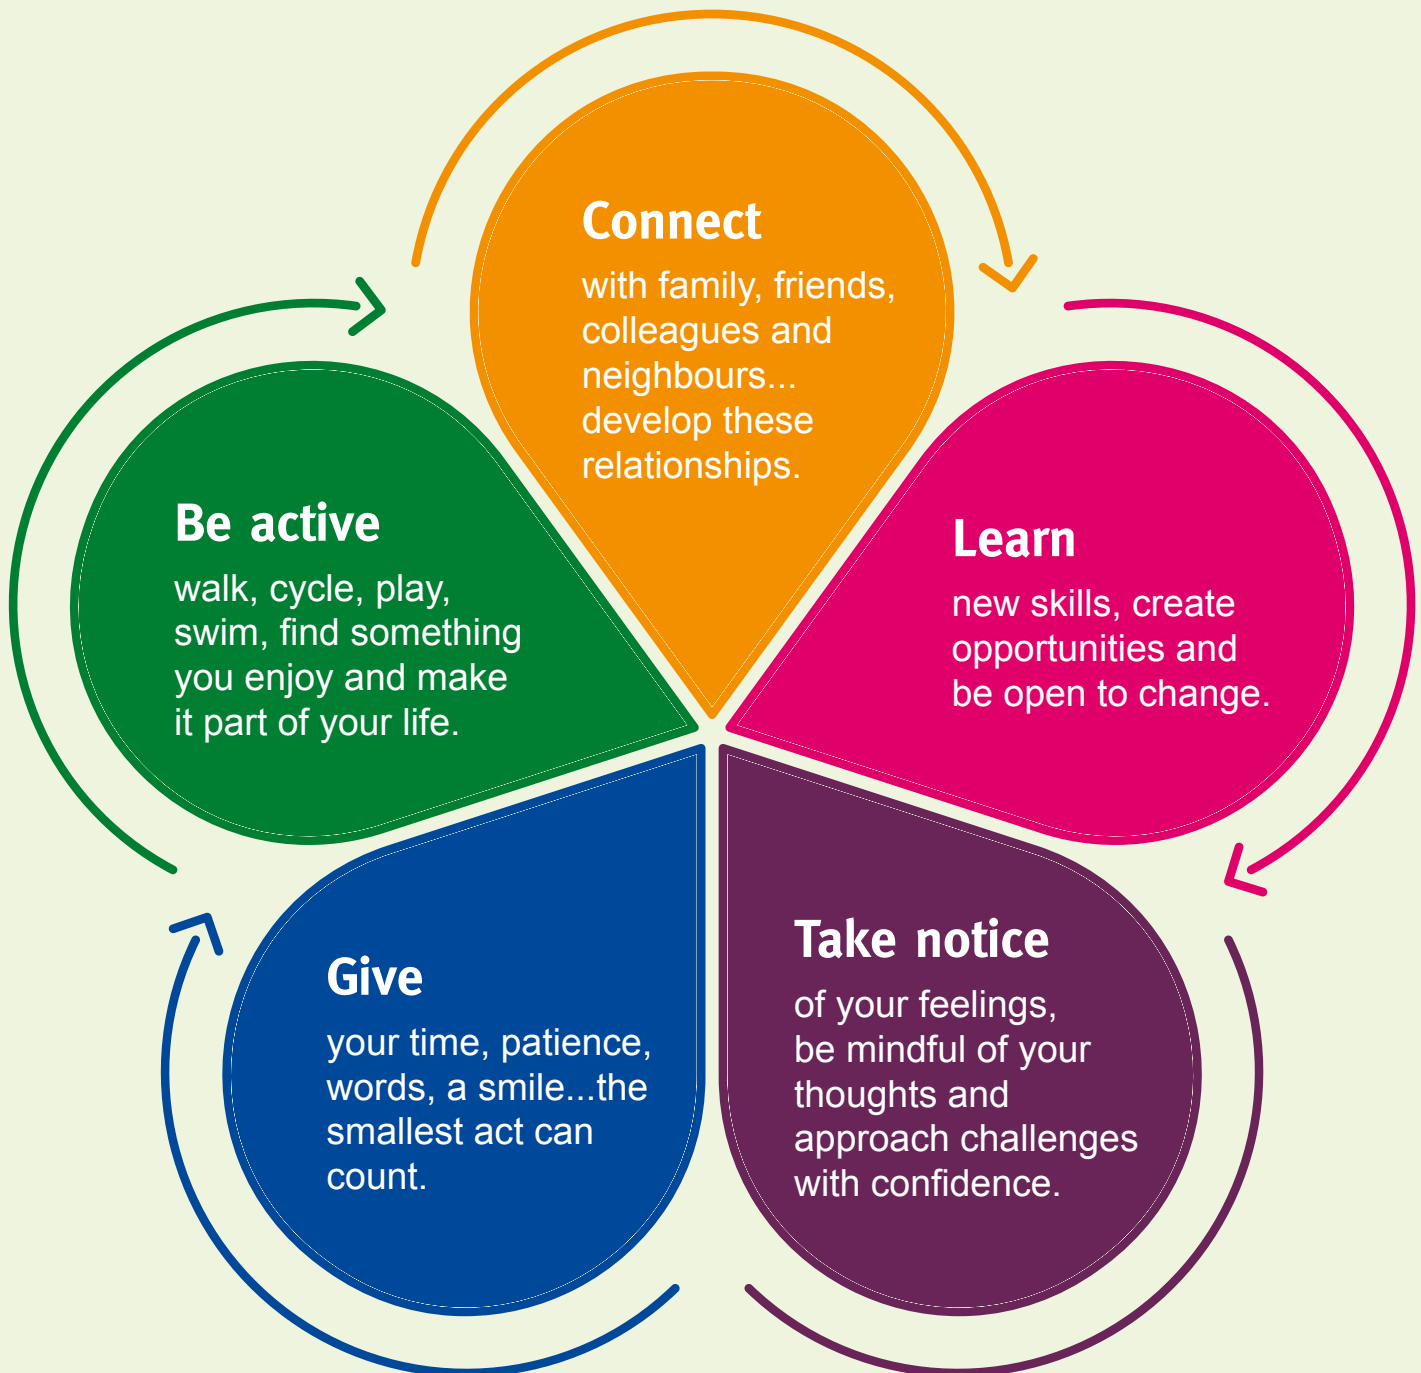 Connect
with family, friends,
colleagues and
neighbours...
develop these
relationships.
Learn
new skills, create
opportunities and
be open to change.
Take notice
of your feelings,
be mindful of your
thoughts and
approach challenges
with confidence.
Give
your time, patience,
words, a smile...the
smallest act can
count.
Be active
walk, cycle, play,
swim, find something
you enjoy and make
it part of your life.